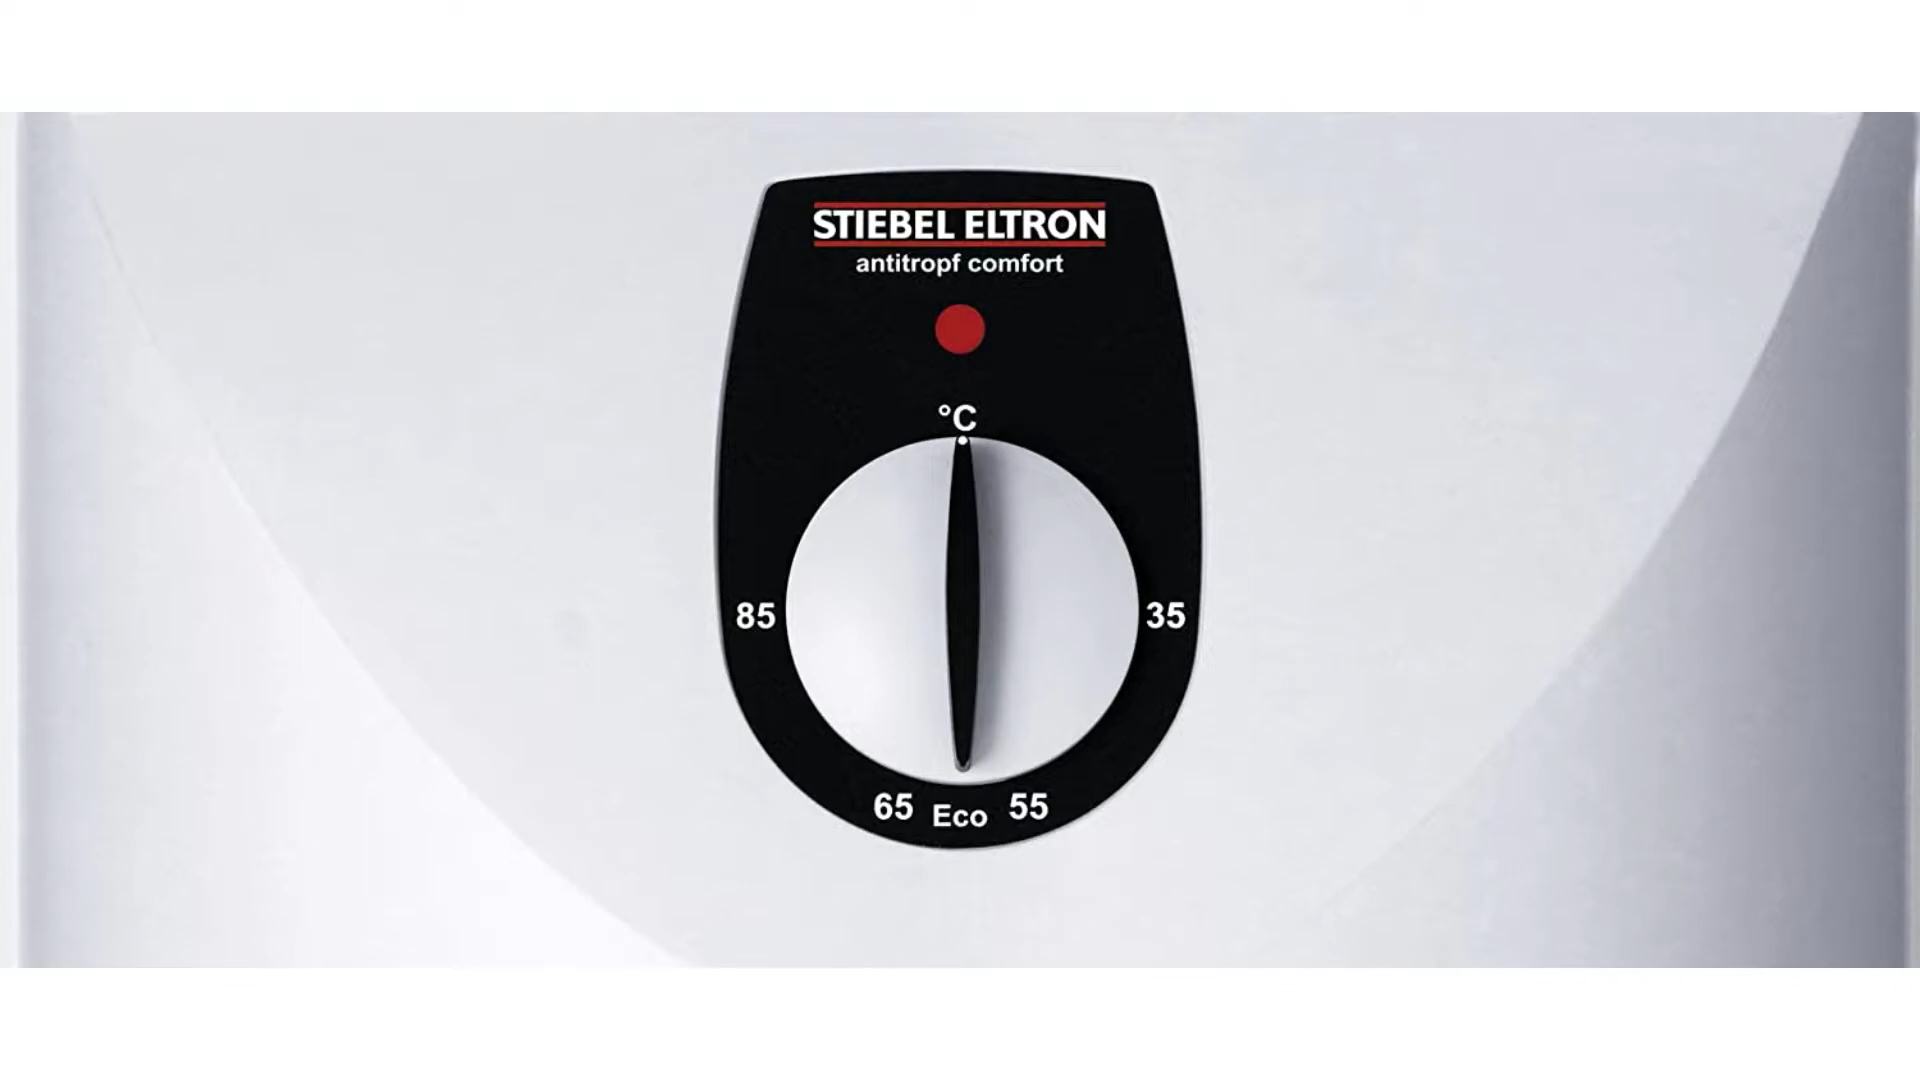 STIEBEL ELTRON
antitropf comfort
°C
85 35
65 Eco 55